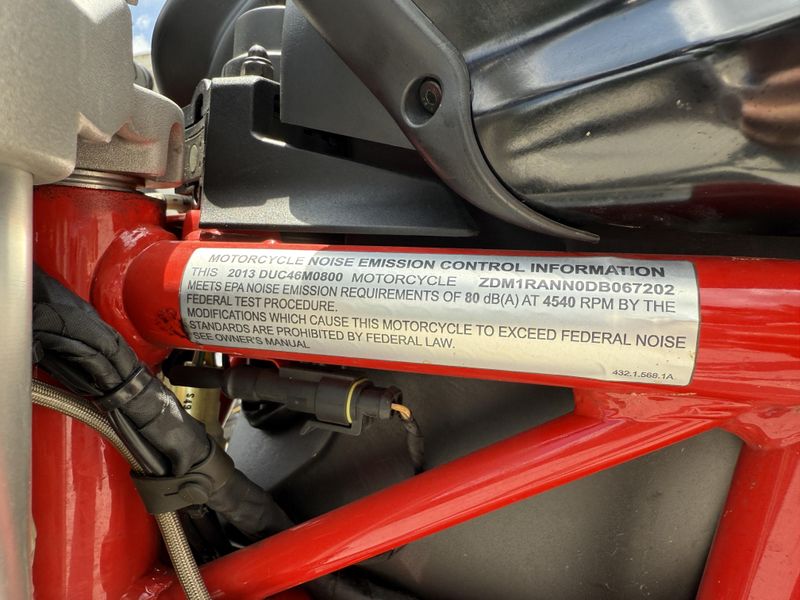 MOTORCYCLE NOISE EMISSION CONTROL INFORMATION
THIS 2013 DUC46M0800 MOTORCYCLE ZDM1RANN0DB067202
MEETS EPA NOISE EMISSION REQUIREMENTS OF 80 dB(A) AT 4540 RPM BY THE
FEDERAL TEST PROCEDURE.
MODIFICATIONS WHICH CAUSE THIS MOTORCYCLE TO EXCEED FEDERAL NOISE
STANDARDS ARE PROHIBITED BY FEDERAL LAW.
SEE OWNER'S MANUAL
432.1.568.1A